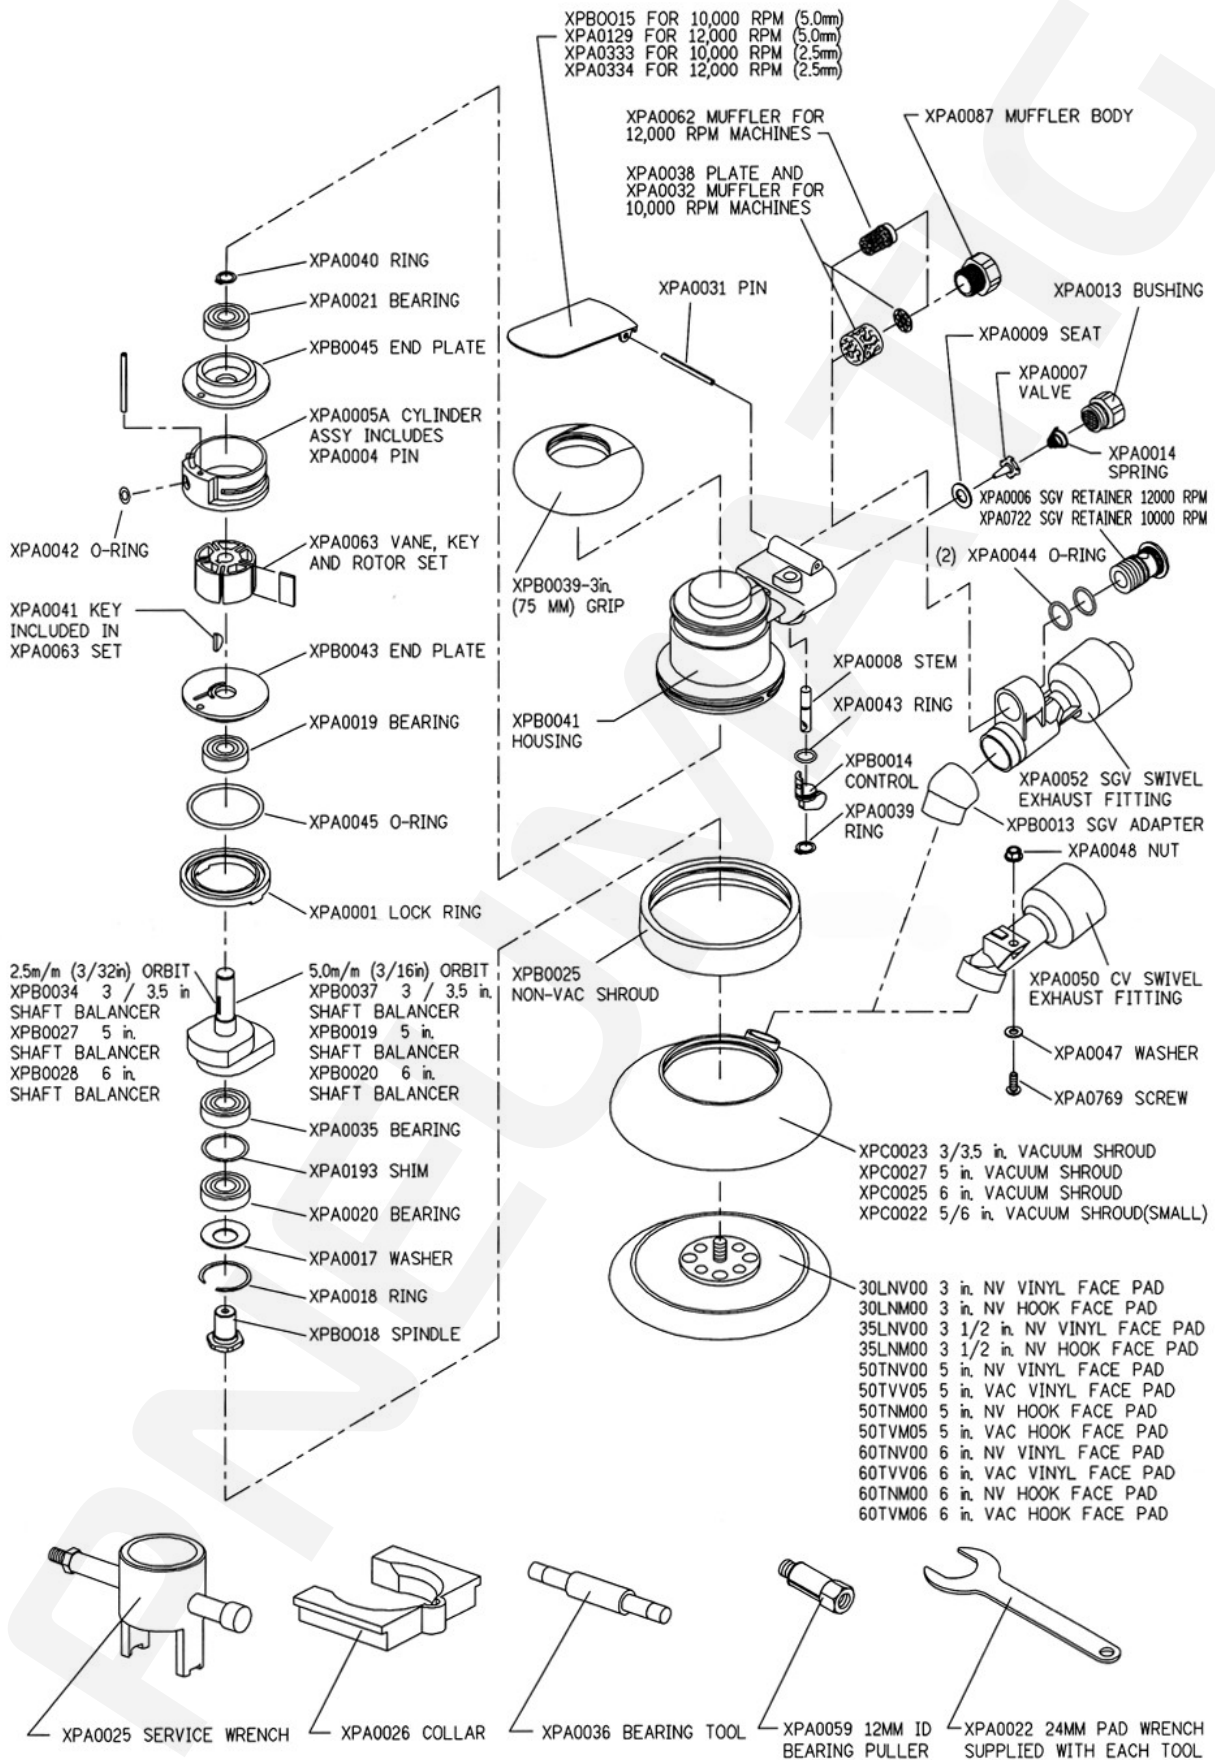 XPB0015 FOR 10,000 RPM (5.0mm)
XPA0129 FOR 12,000 RPM (5.0mm)
XPA0333 FOR 10,000 RPM (2.5mm)
XPA0334 FOR 12,000 RPM (2.5mm)
XPA0062 MUFFLER FOR
12,000 RPM MACHINES
XPA0087 MUFFLER BODY
XPA0038 PLATE AND
XPA0032 MUFFLER FOR
10,000 RPM MACHINES
XPA0040 RING
XPA0021 BEARING
XPB0045 END PLATE
XPA0005A CYLINDER
ASSY INCLUDES
XPA0004 PIN
XPA0042 O-RING
XPA0063 VANE, KEY
AND ROTOR SET
XPA0041 KEY
INCLUDED IN
XPA0063 SET
XPB0043 END PLATE
XPA0019 BEARING
XPA0045 O-RING
XPA0001 LOCK RING
2.5m/m (3/32in) ORBIT
XPB0034 3 / 3.5 in
SHAFT BALANCER
XPB0027 5 in.
SHAFT BALANCER
XPB0028 6 in.
SHAFT BALANCER
5.0m/m (3/16in) ORBIT
XPB0037 3 / 3.5 in.
SHAFT BALANCER
XPB0019 5 in.
SHAFT BALANCER
XPB0020 6 in.
SHAFT BALANCER
XPA0035 BEARING
XPA0193 SHIM
XPA0020 BEARING
XPA0017 WASHER
XPA0018 RING
XPB0018 SPINDLE
XPA0031 PIN
XPA0013 BUSHING
XPA0009 SEAT
XPA0007
VALVE
XPA0014
SPRING
XPA0006 SGV RETAINER 12000 RPM
XPA0722 SGV RETAINER 10000 RPM
(2) XPA0044 O-RING
XPB0039-3in.
(75 MM) GRIP
XPA0008 STEM
XPA0043 RING
XPB0041
HOUSING
XPB0014
CONTROL
XPA0039
RING
XPA0052 SGV SWIVEL
EXHAUST FITTING
XPB0013 SGV ADAPTER
XPA0048 NUT
XPB0025
NON-VAC SHROUD
XPA0050 CV SWIVEL
EXHAUST FITTING
XPA0047 WASHER
XPA0769 SCREW
XPC0023 3/3.5 in. VACUUM SHROUD
XPC0027 5 in. VACUUM SHROUD
XPC0025 6 in. VACUUM SHROUD
XPC0022 5/6 in. VACUUM SHROUD(SMALL)
30LNV00 3 in. NV VINYL FACE PAD
30LNM00 3 in. NV HOOK FACE PAD
35LNV00 3 1/2 in. NV VINYL FACE PAD
35LNM00 3 1/2 in. NV HOOK FACE PAD
50TNV00 5 in. NV VINYL FACE PAD
50TVV05 5 in. VAC VINYL FACE PAD
50TNM00 5 in. NV HOOK FACE PAD
50TVM05 5 in. VAC HOOK FACE PAD
60TNV00 6 in. NV VINYL FACE PAD
60TVV06 6 in. VAC VINYL FACE PAD
60TNM00 6 in. NV HOOK FACE PAD
60TVM06 6 in. VAC HOOK FACE PAD
XPA0025 SERVICE WRENCH
XPA0026 COLLAR
XPA0036 BEARING TOOL
XPA0059 12MM ID
BEARING PULLER
XPA0022 24MM PAD WRENCH
SUPPLIED WITH EACH TOOL
PNEUMATIC